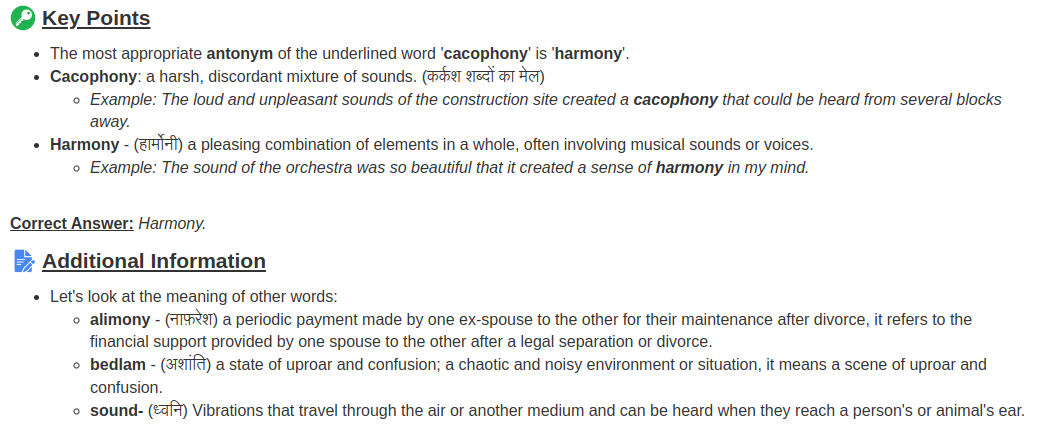 Key Points
• The most appropriate antonym of the underlined word 'cacophony' is 'harmony'.
• Cacophony: a harsh, discordant mixture of sounds. (कर्कश शब्दों का मेल)
◦ Example: The loud and unpleasant sounds of the construction site created a cacophony that could be heard from several blocks
away.
• Harmony - (हार्मोनी) a pleasing combination of elements in a whole, often involving musical sounds or voices.
◦ Example: The sound of the orchestra was so beautiful that it created a sense of harmony in my mind.
Correct Answer: Harmony.
Additional Information
• Let's look at the meaning of other words:
◦ alimony - (नाफ़रेश) a periodic payment made by one ex-spouse to the other for their maintenance after divorce, it refers to the
financial support provided by one spouse to the other after a legal separation or divorce.
◦ bedlam - (अशांति) a state of uproar and confusion; a chaotic and noisy environment or situation, it means a scene of uproar and
confusion.
◦ sound- (ध्वनि) Vibrations that travel through the air or another medium and can be heard when they reach a person's or animal's ear.